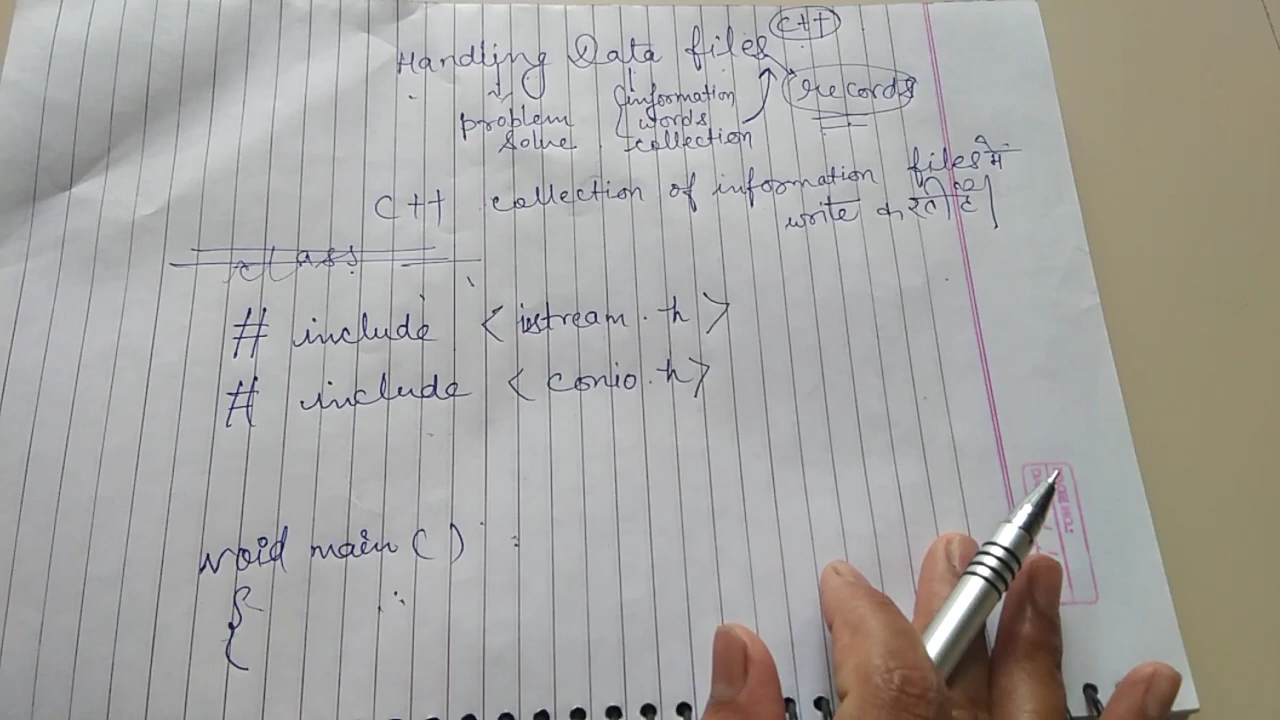 C++
Handling Data files
records
problem
solve
information
words
collection
C++ collection of information files में
write करती है।
class
# include <iostream.h>
# include <conio.h>
void main ( )
{